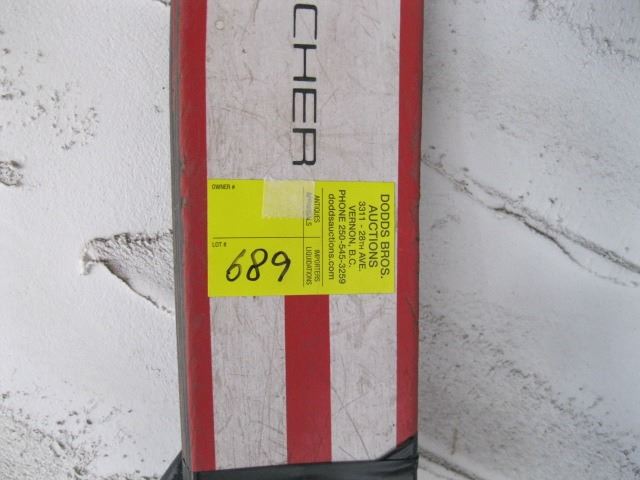 CHER
DODDS BROS.
AUCTIONS
3311 - 28TH AVE.
VERNON, B.C.
PHONE 250-545-3259
doddsauctions.com
ANTIQUES
IMPORTERS
LIQUIDATIONS
OWNER #
LOT #
689